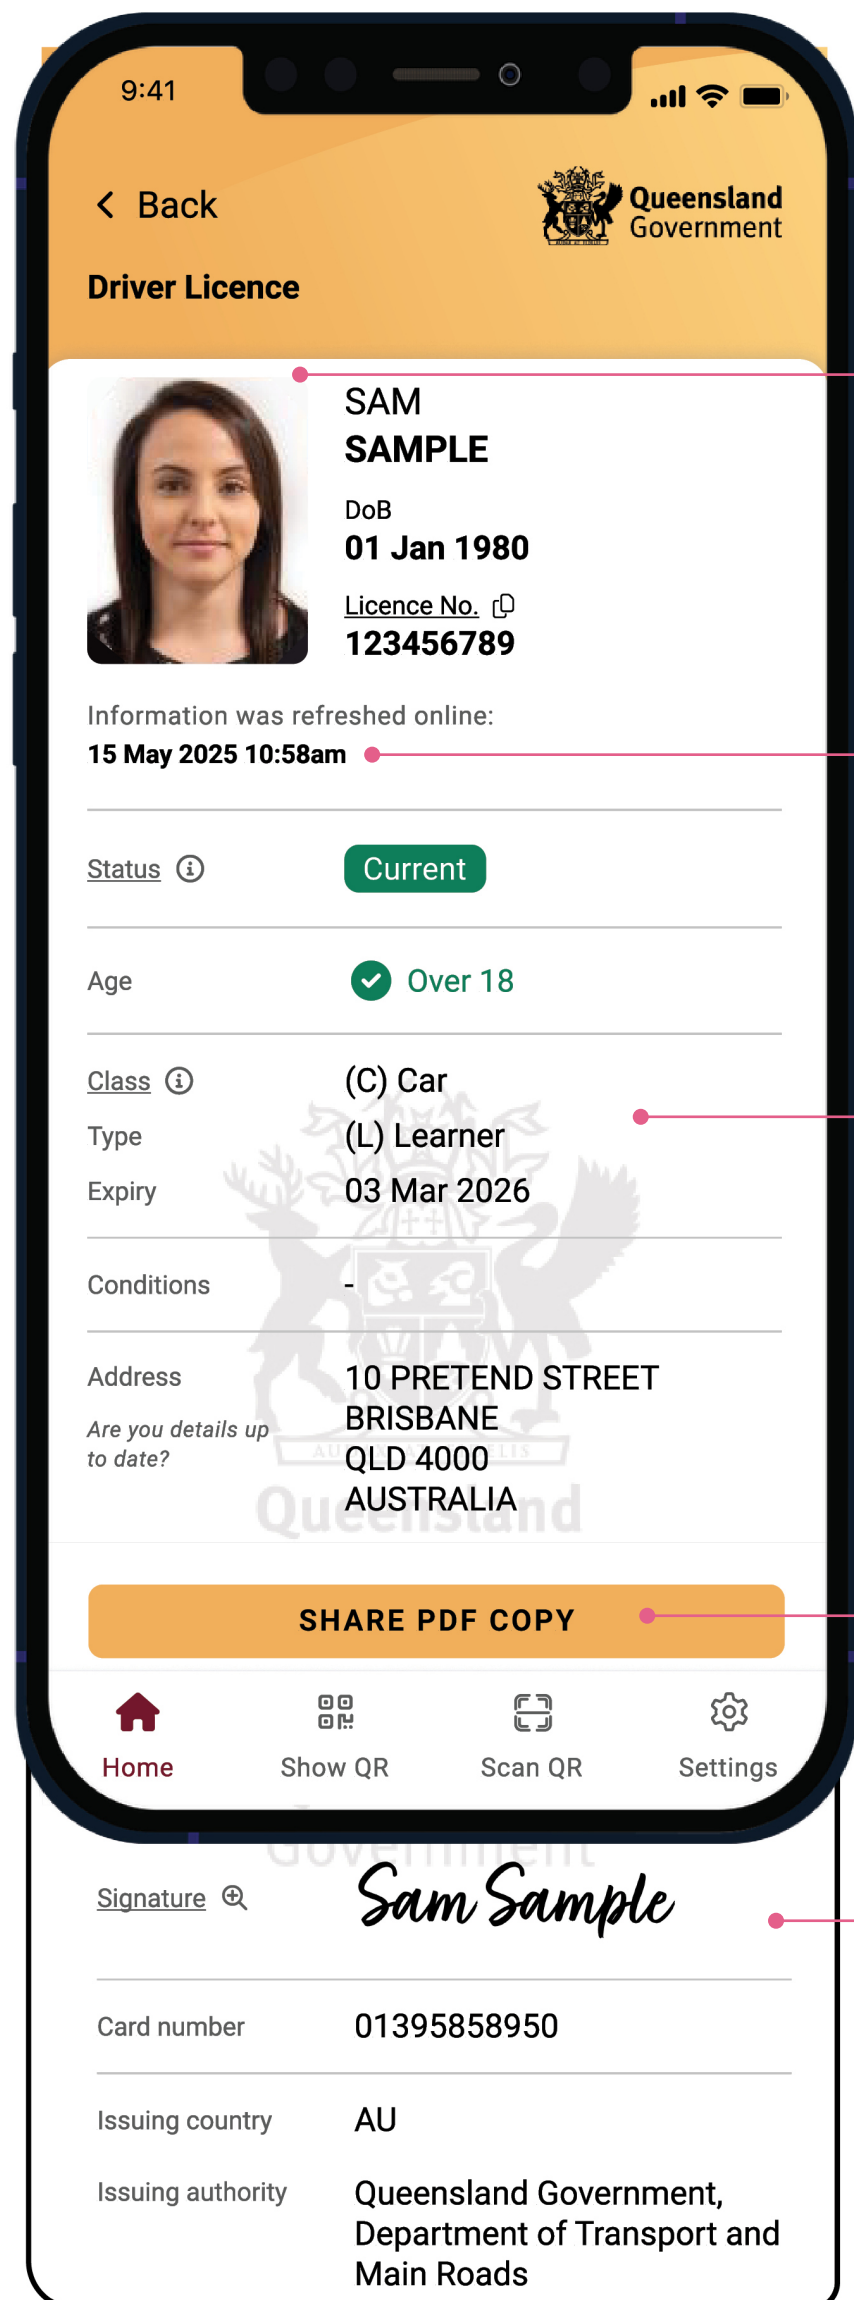 9:41
Back
Queensland
Government
Driver Licence
SAM
SAMPLE
DoB
01 Jan 1980
Licence No.
123456789
Information was refreshed online:
15 May 2025 10:58am
Status Current
Age Over 18
Class (C) Car
Type (L) Learner
Expiry 03 Mar 2026
Conditions -
Address 10 PRETEND STREET
Are you details up BRISBANE
to date? QLD 4000
AUSTRALIA
Queensland
SHARE PDF COPY
Home Show QR Scan QR Settings
Government
Signature Sam Sample
Card number 01395858950
Issuing country AU
Issuing authority Queensland Government,
Department of Transport and
Main Roads